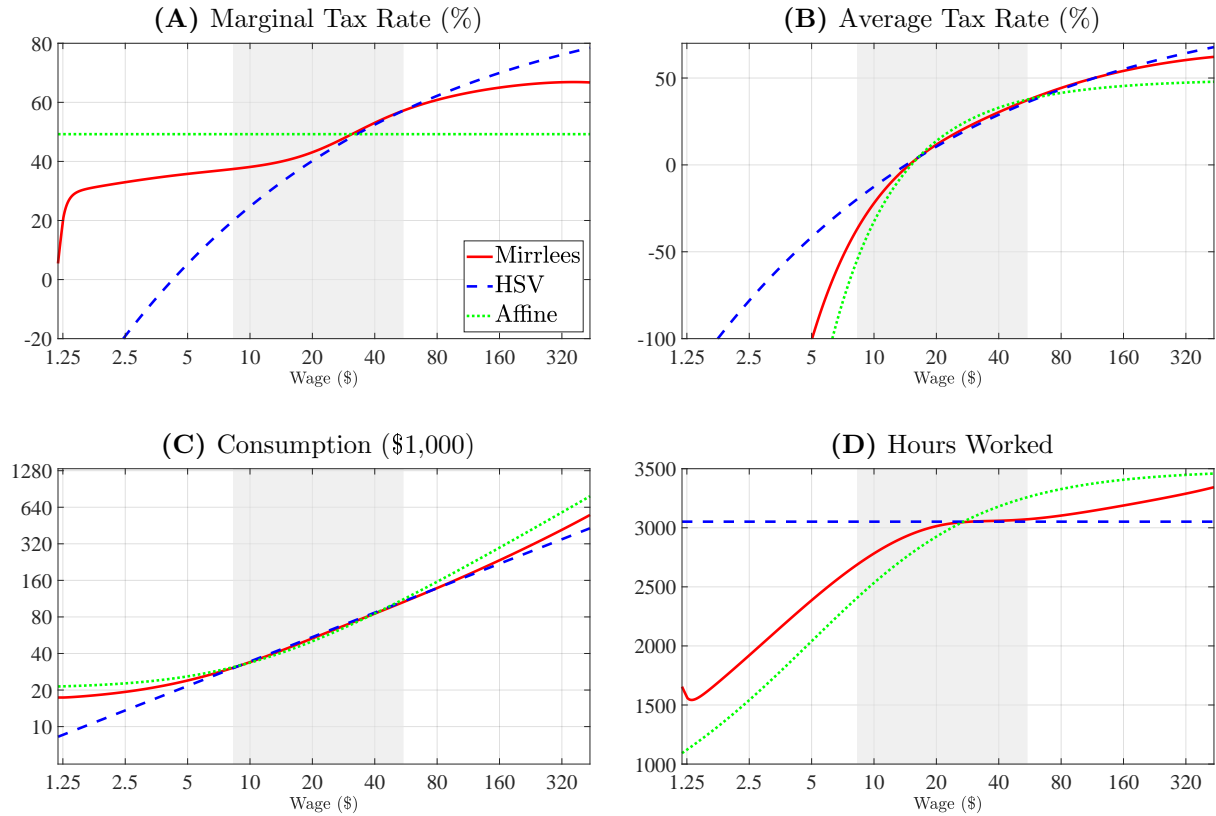 (A) Marginal Tax Rate (%)
80
60
40
20
0
-20
1.25 2.5 5 10 20 40 80 160 320
Wage ($)
Mirrlees
HSV
Affine
(B) Average Tax Rate (%)
50
0
-50
-100
1.25 2.5 5 10 20 40 80 160 320
Wage ($)
(C) Consumption ($1,000)
1280
640
320
160
80
40
20
10
1.25 2.5 5 10 20 40 80 160 320
Wage ($)
(D) Hours Worked
3500
3000
2500
2000
1500
1000
1.25 2.5 5 10 20 40 80 160 320
Wage ($)